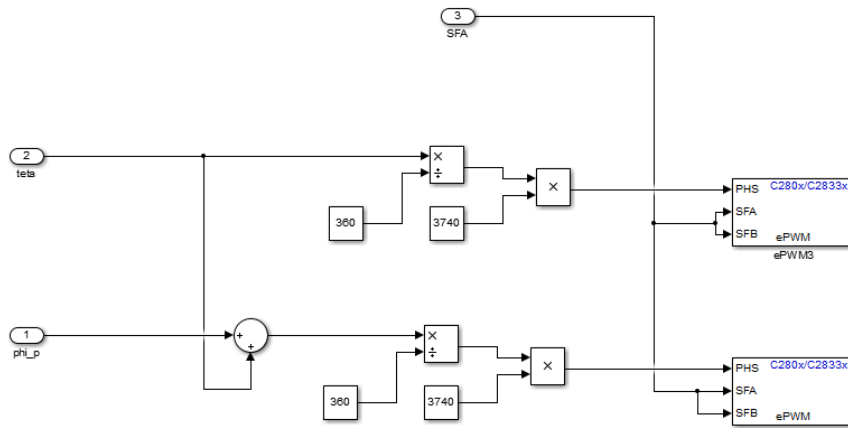 3
SFA
2
teta
×
÷
×
360
3740
PHS C280x/C2833x
SFA
SFB ePWM
ePWM3
1
phi_p
+
+
×
÷
×
360
3740
PHS C280x/C2833x
SFA
SFB ePWM